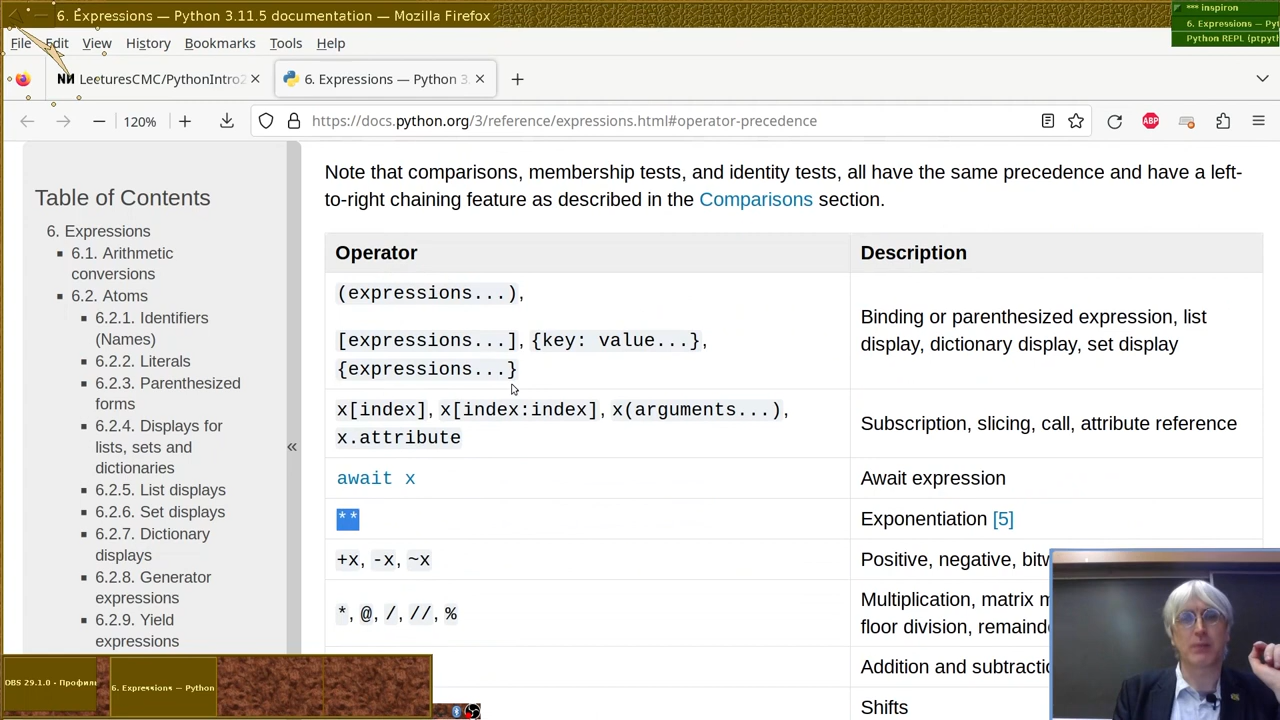 6. Expressions — Python 3.11.5 documentation — Mozilla Firefox
*** inspiron
6. Expressions — Pyt
Python REPL (ptpyth
File Edit View History Bookmarks Tools Help
LecturesCMC/PythonIntro2
6. Expressions — Python 3.
120%
https://docs.python.org/3/reference/expressions.html#operator-precedence
ABP
Note that comparisons, membership tests, and identity tests, all have the same precedence and have a left-
to-right chaining feature as described in the Comparisons section.
Table of Contents
6. Expressions
6.1. Arithmetic
conversions
6.2. Atoms
6.2.1. Identifiers
(Names)
6.2.2. Literals
6.2.3. Parenthesized
forms
6.2.4. Displays for
lists, sets and
dictionaries
6.2.5. List displays
6.2.6. Set displays
6.2.7. Dictionary
displays
6.2.8. Generator
expressions
6.2.9. Yield
expressions
«
Operator Description
(expressions...),
[expressions...], {key: value...},
{expressions...}
Binding or parenthesized expression, list
display, dictionary display, set display
x[index], x[index:index], x(arguments...),
x.attribute
Subscription, slicing, call, attribute reference
await x Await expression
** Exponentiation [5]
+x, -x, ~x Positive, negative, bitw
*, @, /, //, %
Multiplication, matrix m
floor division, remainde
Addition and subtractio
Shifts
OBS 29.1.0 - Профиль
6. Expressions — Python